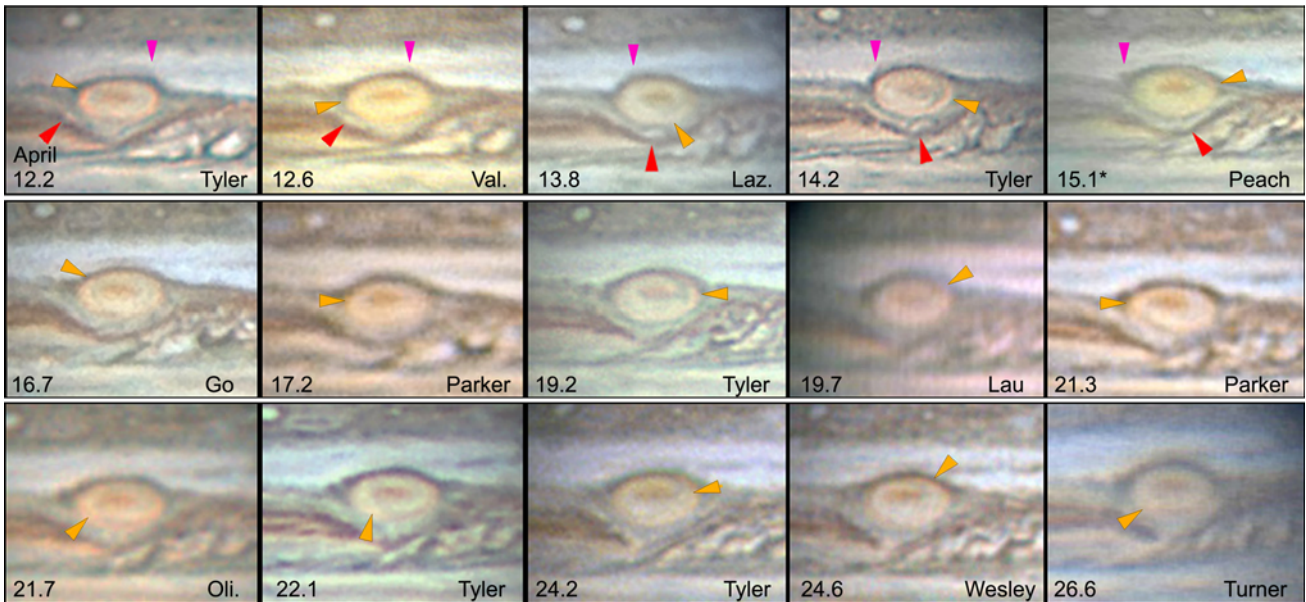 April
12.2 Tyler
12.6 Val.
13.8 Laz.
14.2 Tyler
15.1* Peach
16.7 Go
17.2 Parker
19.2 Tyler
19.7 Lau
21.3 Parker
21.7 Oli.
22.1 Tyler
24.2 Tyler
24.6 Wesley
26.6 Turner